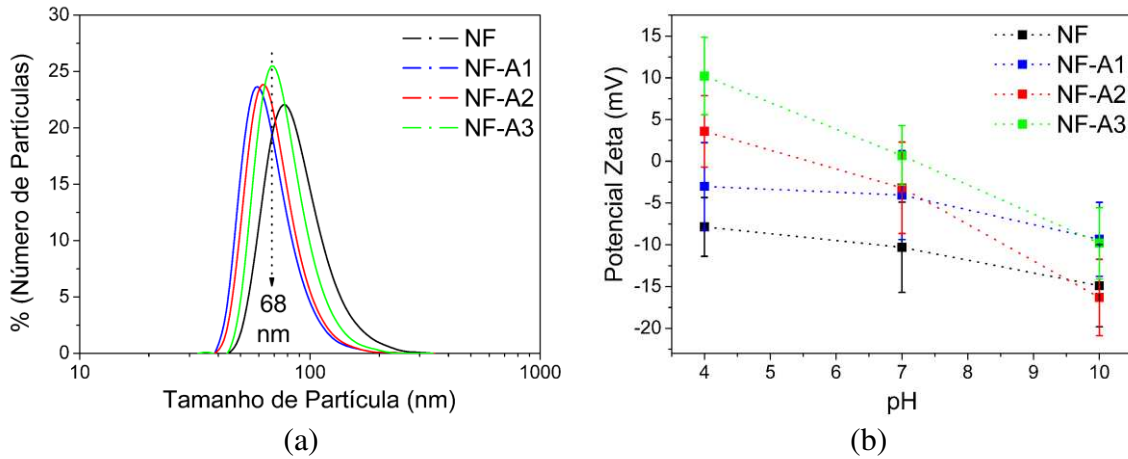 30
25
20
15
10
5
0
% (Número de Partículas)
NF
NF-A1
NF-A2
NF-A3
68
nm
10
100
1000
Tamanho de Partícula (nm)
(a)
15
10
5
0
-5
-10
-15
-20
Potencial Zeta (mV)
NF
NF-A1
NF-A2
NF-A3
4
5
6
7
8
9
10
pH
(b)